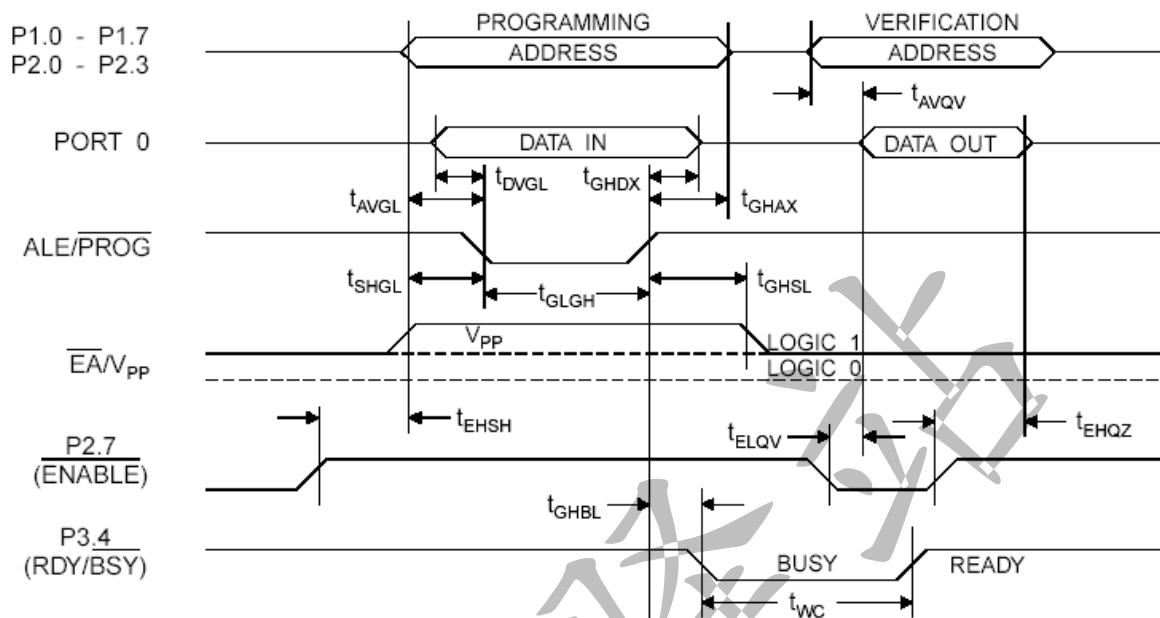 PROGRAMMING VERIFICATION
P1.0 - P1.7
P2.0 - P2.3
ADDRESS ADDRESS
tAVQV
PORT 0 DATA IN DATA OUT
tDVGL tGHDX
tAVGL tGHAX
ALE/PROG
tSHGL tGLGH tGHSL
VPP LOGIC 1
EA/VPP LOGIC 0
tEHSH tELQV tEHQZ
P2.7
(ENABLE)
tGHBL
P3.4
(RDY/BSY) BUSY READY
tWC